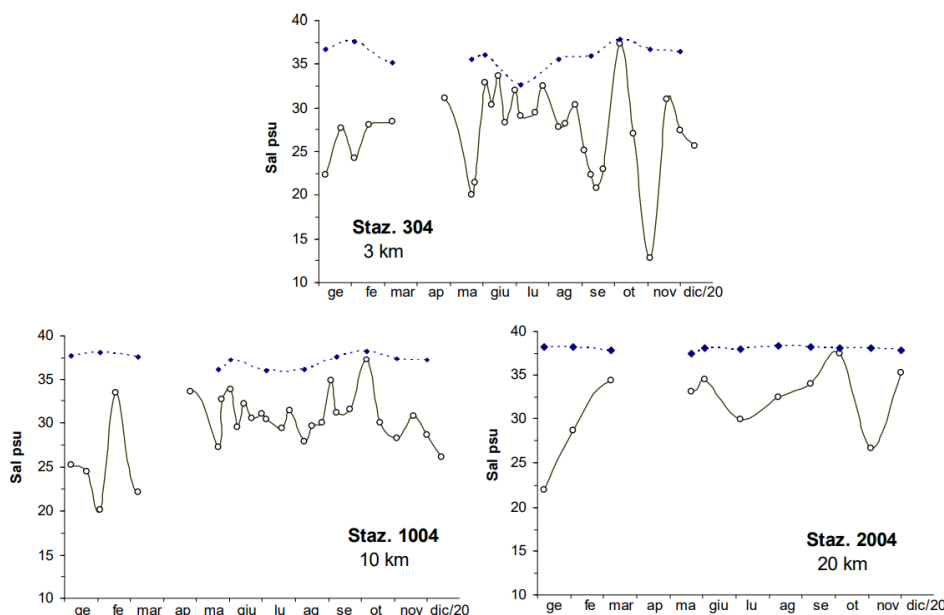 40
35
30
25
20
15
10
Sal psu
Staz. 304
3 km
ge fe mar ap ma giu lu ag se ot nov dic/20
40
35
30
25
20
15
10
Sal psu
Staz. 1004
10 km
ge fe mar ap ma giu lu ag se ot nov dic/20
40
35
30
25
20
15
10
Sal psu
Staz. 2004
20 km
ge fe mar ap ma giu lu ag se ot nov dic/20